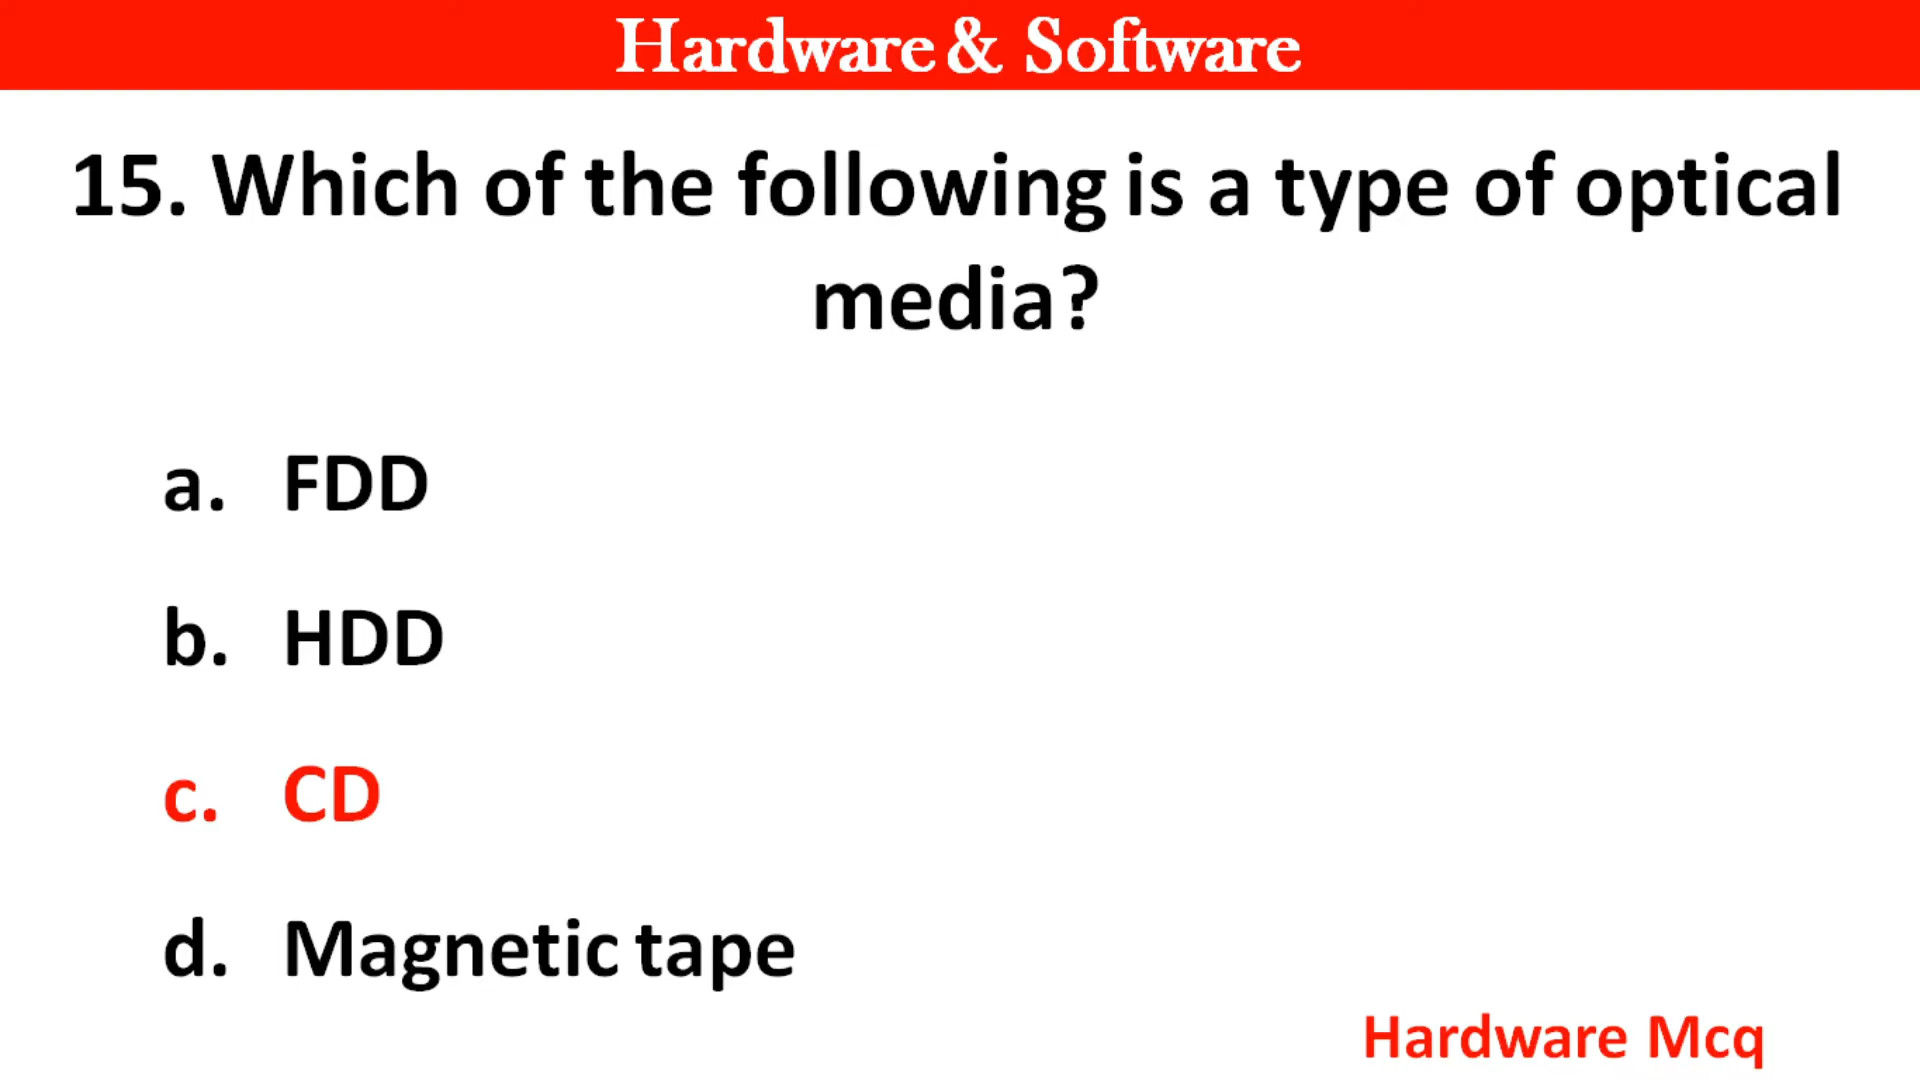 Hardware & Software
15. Which of the following is a type of optical
media?
a. FDD
b. HDD
c. CD
d. Magnetic tape
Hardware Mcq